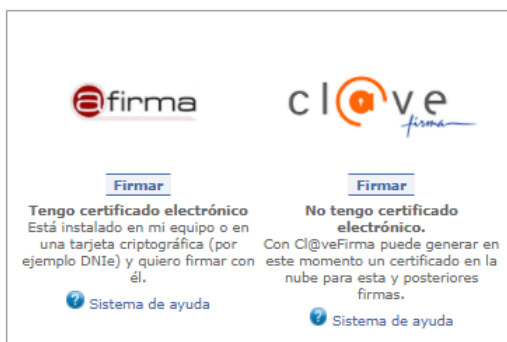 @firma
cl@ve
firma
Firmar
Tengo certificado electrónico
Está instalado en mi equipo o en
una tarjeta criptográfica (por
ejemplo DNIe) y quiero firmar con
él.
Sistema de ayuda
Firmar
No tengo certificado
electrónico.
Con Cl@veFirma puede generar en
este momento un certificado en la
nube para esta y posteriores
firmas.
Sistema de ayuda